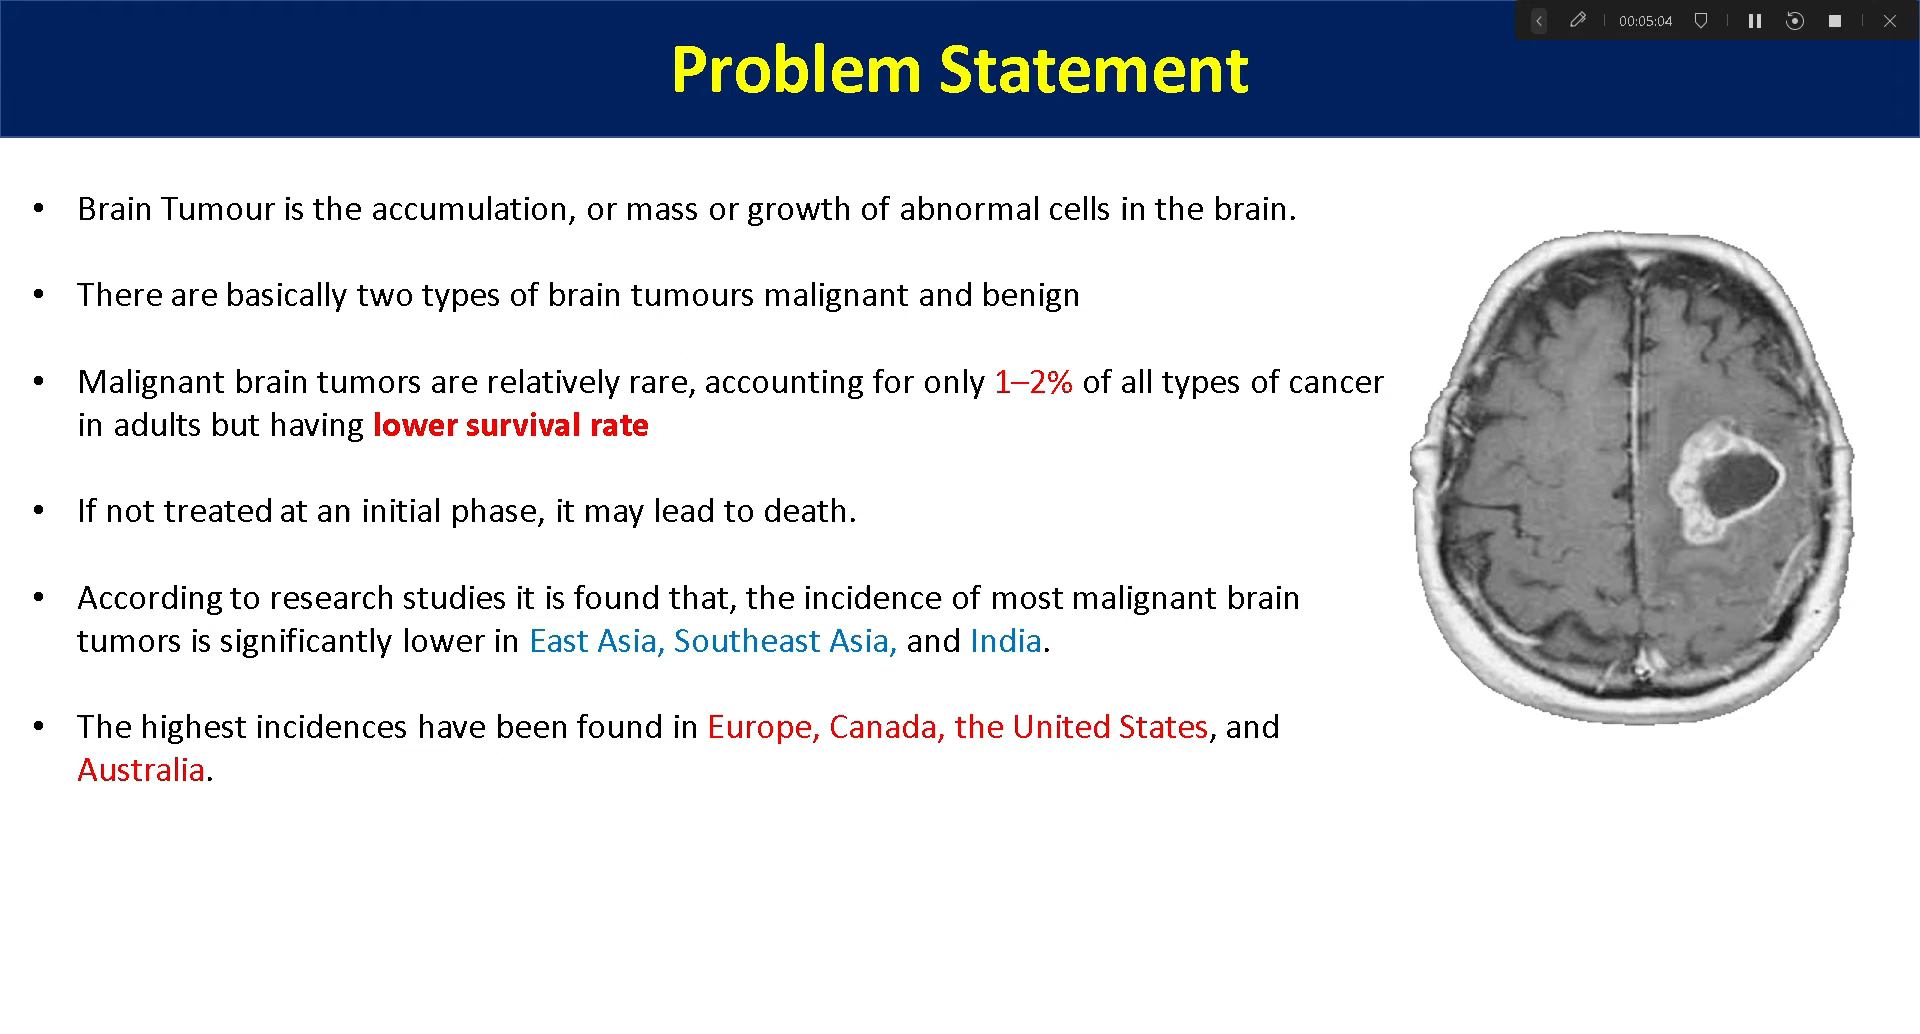 00:05:04
Problem Statement
• Brain Tumour is the accumulation, or mass or growth of abnormal cells in the brain.
• There are basically two types of brain tumours malignant and benign
• Malignant brain tumors are relatively rare, accounting for only 1–2% of all types of cancer
in adults but having lower survival rate
• If not treated at an initial phase, it may lead to death.
• According to research studies it is found that, the incidence of most malignant brain
tumors is significantly lower in East Asia, Southeast Asia, and India.
• The highest incidences have been found in Europe, Canada, the United States, and
Australia.